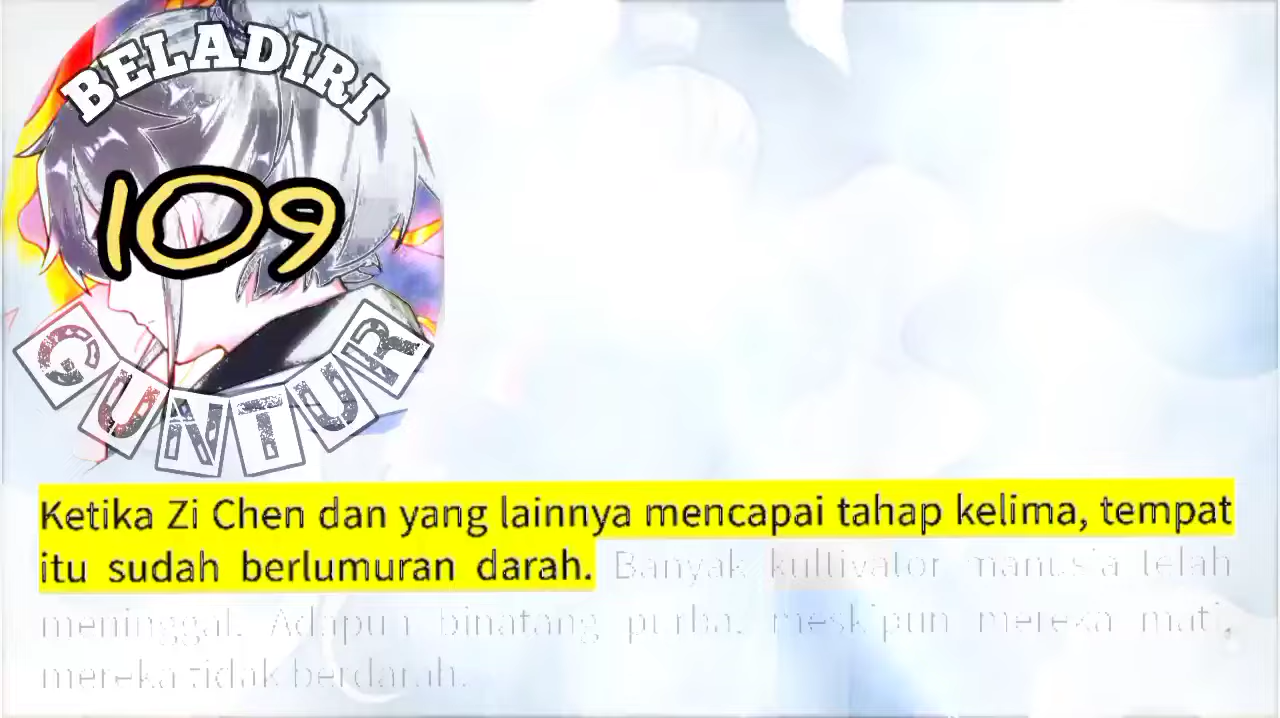 BELADIRI
109
GUNTUR
Ketika Zi Chen dan yang lainnya mencapai tahap kelima, tempat
itu sudah berlumuran darah. Banyak kultivator manusia telah
meninggal. Adapun binatang purba, meskipun mereka mati,
mereka tidak berdarah.